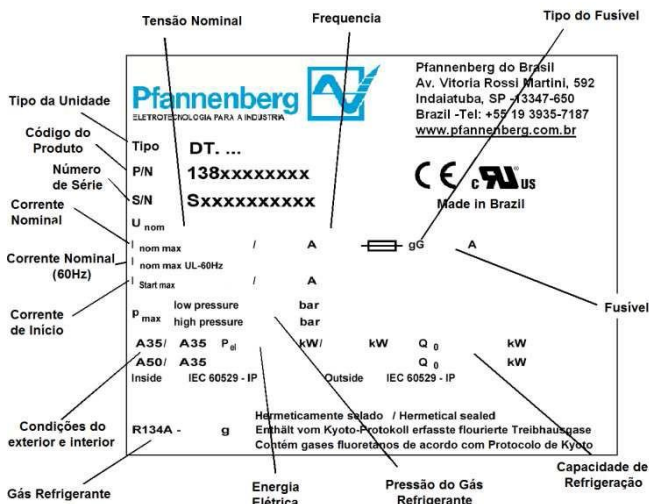 Tensão Nominal
Frequencia
Tipo do Fusível
Pfannenberg
ELETROTECNOLOGIA PARA A INDUSTRIA
Pfannenberg do Brasil
Av. Vitoria Rossi Martini, 592
Indaiatuba, SP -13347-650
Brazil -Tel: +55 19 3935-7187
www.pfannenberg.com.br
Tipo da Unidade
Tipo DT. ...
Código do
Produto
P/N 138xxxxxxxx
Número
de Série
S/N Sxxxxxxxxxx
CE c RU US
Made in Brazil
U nom
Corrente
Nominal
I nom max / A gG A
Corrente Nominal
(60Hz)
I nom max UL-60Hz
I Start max / A
Fusível
Corrente
de Início
p max low pressure bar
high pressure bar
A35/ A35 P el kW/ kW Q 0 kW
A50/ A35 Q 0 kW
Inside IEC 60529 - IP Outside IEC 60529 - IP
Condições do
exterior e interior
Hermeticamente selado / Hermetical sealed
R134A - g Enthält vom Kyoto-Protokoll erfasste flourierte Treibhausgase
Contém gases fluoretanos de acordo com Protocolo de Kyoto
Gás Refrigerante
Energia
Elétrica
Pressão do Gás
Refrigerante
Capacidade de
Refrigeração